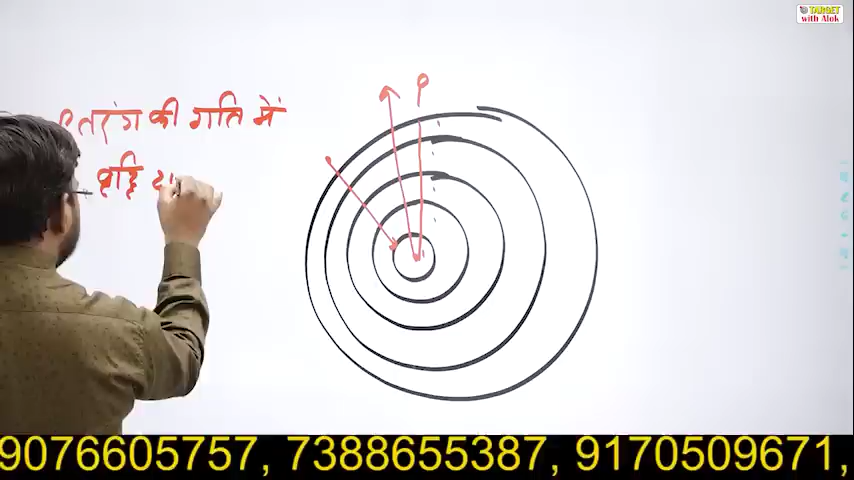 TARGET
with Alok
P तरंग की गति में
वृद्धि
P
9076605757, 7388655387, 9170509671,